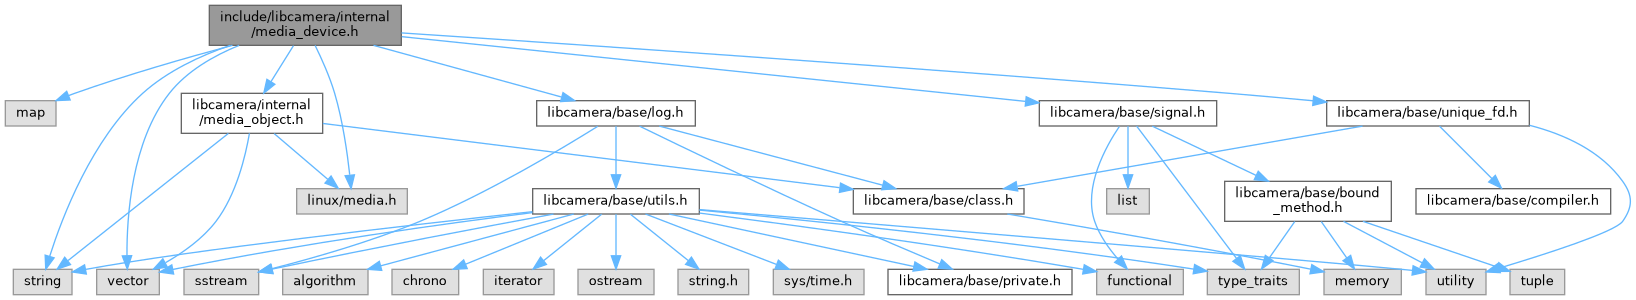 include/libcamera/internal
/media_device.h
map
libcamera/internal
/media_object.h
libcamera/base/log.h
libcamera/base/signal.h
libcamera/base/unique_fd.h
linux/media.h
libcamera/base/utils.h
libcamera/base/class.h
list
libcamera/base/bound
_method.h
libcamera/base/compiler.h
string
vector
sstream
algorithm
chrono
iterator
ostream
string.h
sys/time.h
libcamera/base/private.h
functional
type_traits
memory
utility
tuple